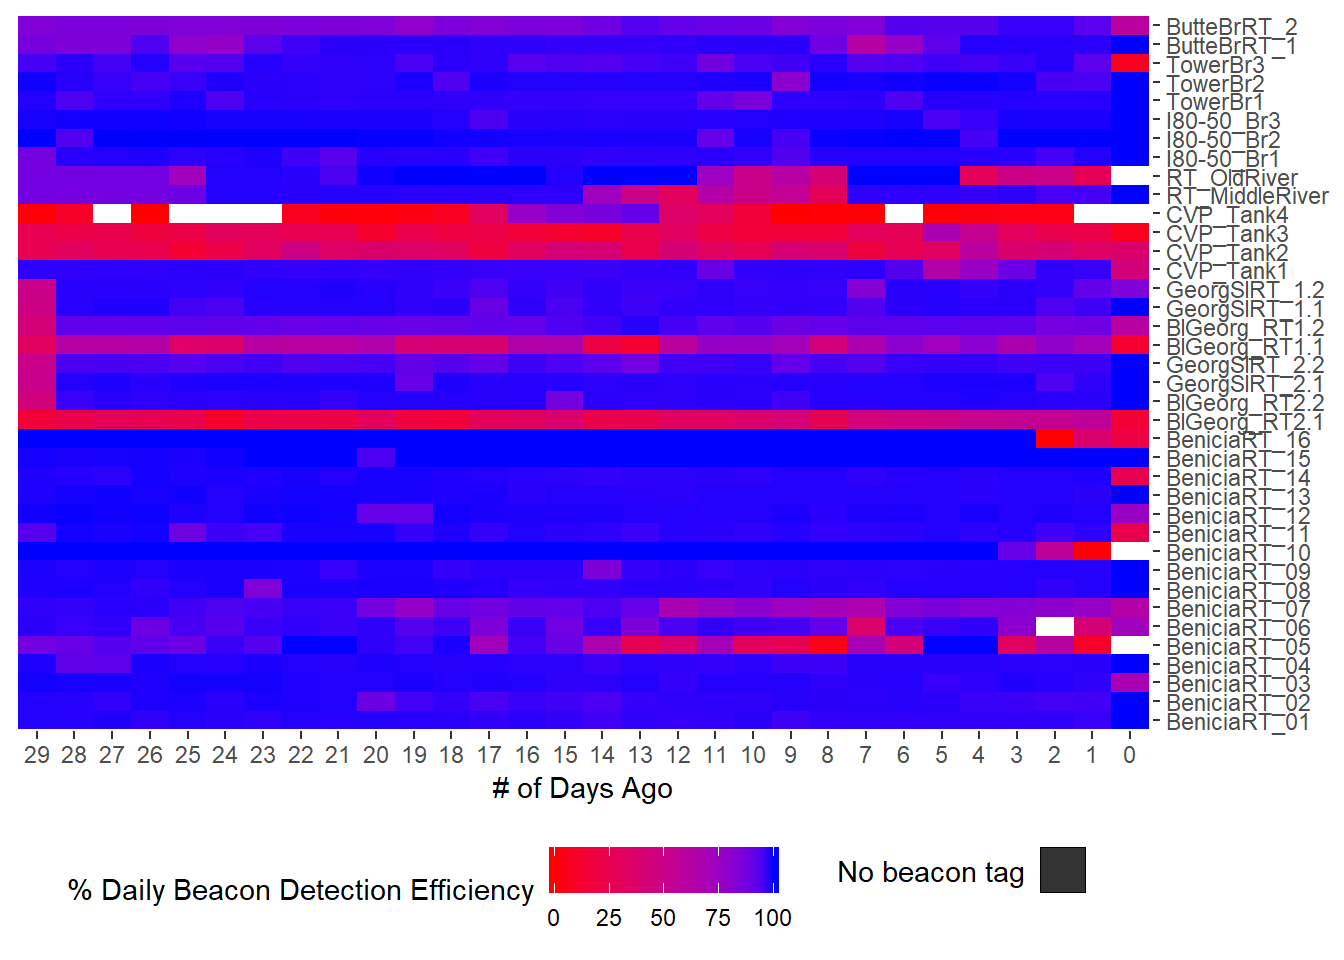 ButteBrRT_2
ButteBrRT_1
TowerBr3
TowerBr2
TowerBr1
I80-50_Br3
I80-50_Br2
I80-50_Br1
RT_OldRiver
RT_MiddleRiver
CVP_Tank4
CVP_Tank3
CVP_Tank2
CVP_Tank1
GeorgSlRT_1.2
GeorgSlRT_1.1
BlGeorg_RT1.2
BlGeorg_RT1.1
GeorgSlRT_2.2
GeorgSlRT_2.1
BlGeorg_RT2.2
BlGeorg_RT2.1
BeniciaRT_16
BeniciaRT_15
BeniciaRT_14
BeniciaRT_13
BeniciaRT_12
BeniciaRT_11
BeniciaRT_10
BeniciaRT_09
BeniciaRT_08
BeniciaRT_07
BeniciaRT_06
BeniciaRT_05
BeniciaRT_04
BeniciaRT_03
BeniciaRT_02
BeniciaRT_01
29 28 27 26 25 24 23 22 21 20 19 18 17 16 15 14 13 12 11 10 9 8 7 6 5 4 3 2 1 0
# of Days Ago
% Daily Beacon Detection Efficiency
0 25 50 75 100
No beacon tag